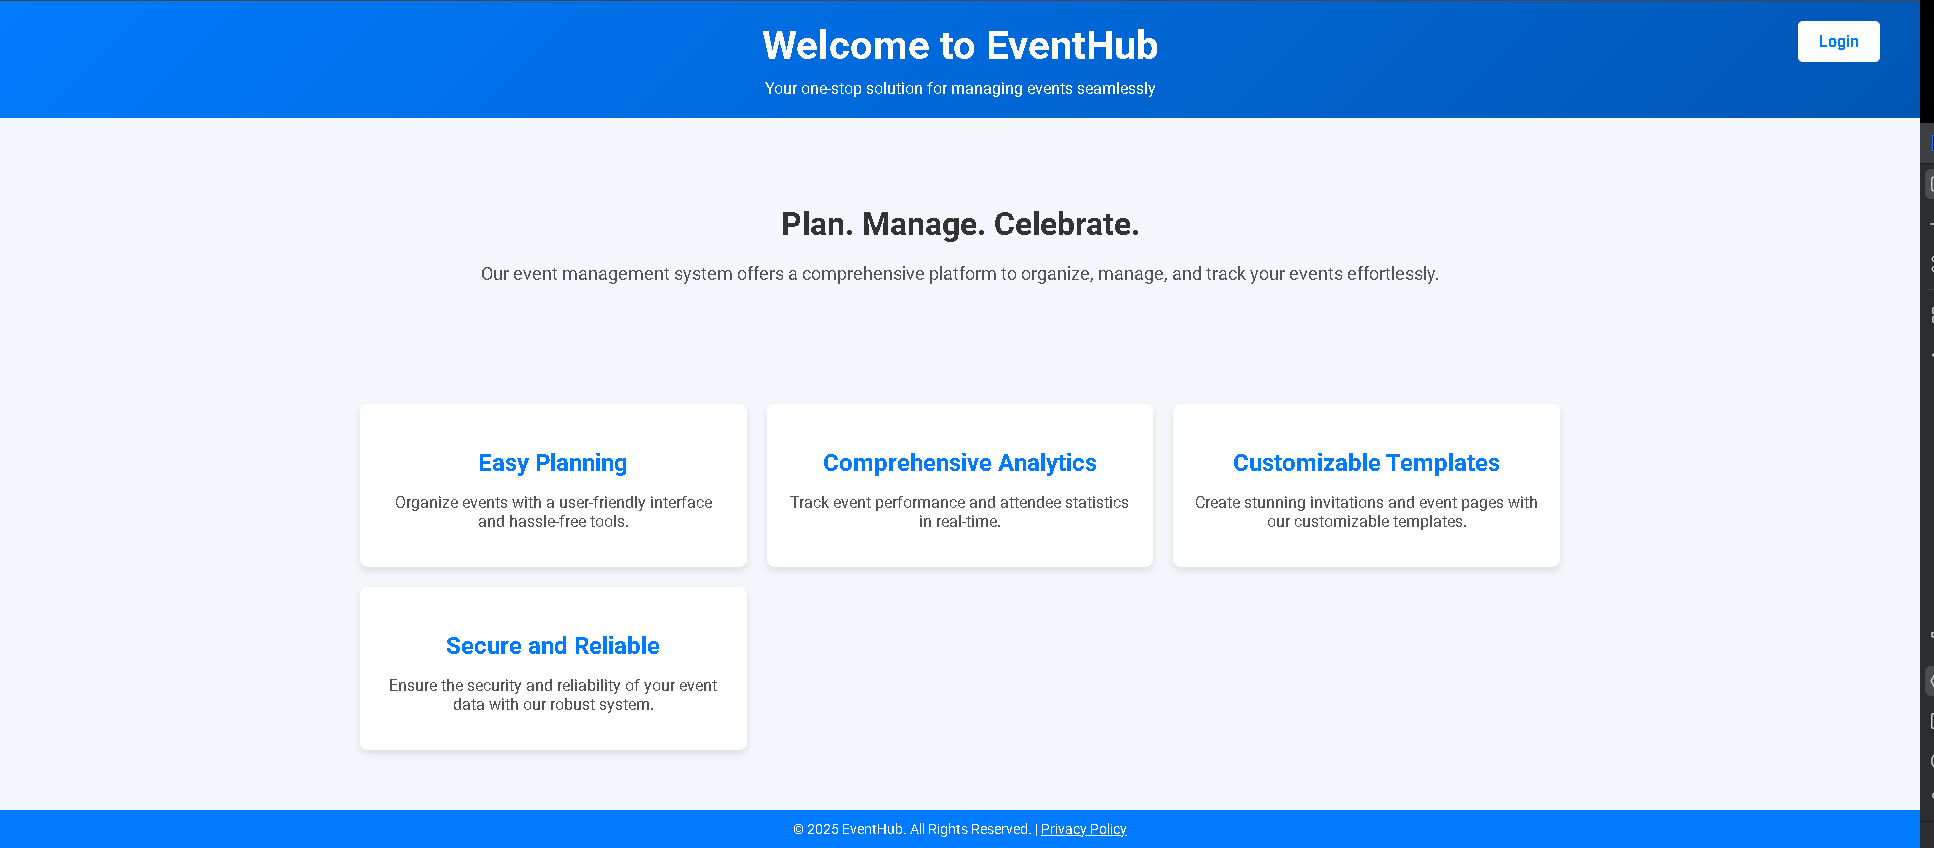 Welcome to EventHub
Login
Your one-stop solution for managing events seamlessly
Plan. Manage. Celebrate.
Our event management system offers a comprehensive platform to organize, manage, and track your events effortlessly.
Easy Planning
Organize events with a user-friendly interface
and hassle-free tools.
Comprehensive Analytics
Track event performance and attendee statistics
in real-time.
Customizable Templates
Create stunning invitations and event pages with
our customizable templates.
Secure and Reliable
Ensure the security and reliability of your event
data with our robust system.
© 2025 EventHub. All Rights Reserved. | Privacy Policy